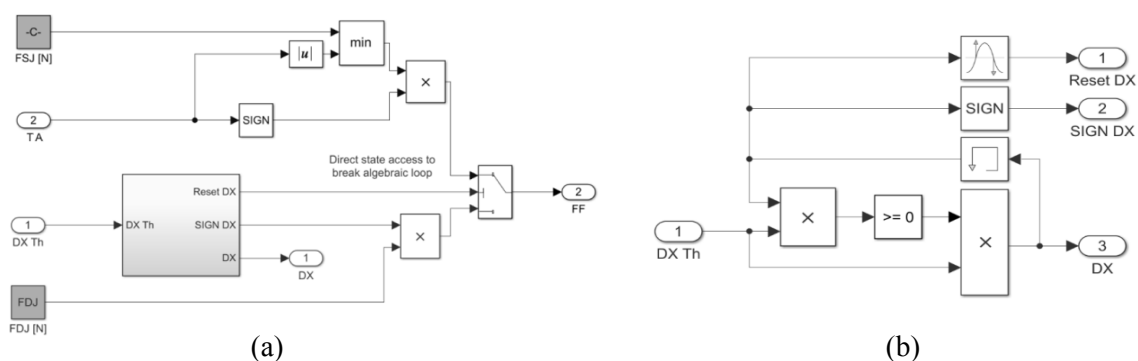 -C-
FSJ [N]
|u|
min
×
2
T A
SIGN
Direct state access to
break algebraic loop
Reset DX
1
DX Th
DX Th
SIGN DX
DX
×
2
FF
1
DX
FDJ
FDJ [N]
(a)
1
Reset DX
SIGN
2
SIGN DX
×
>= 0
×
1
DX Th
3
DX
(b)